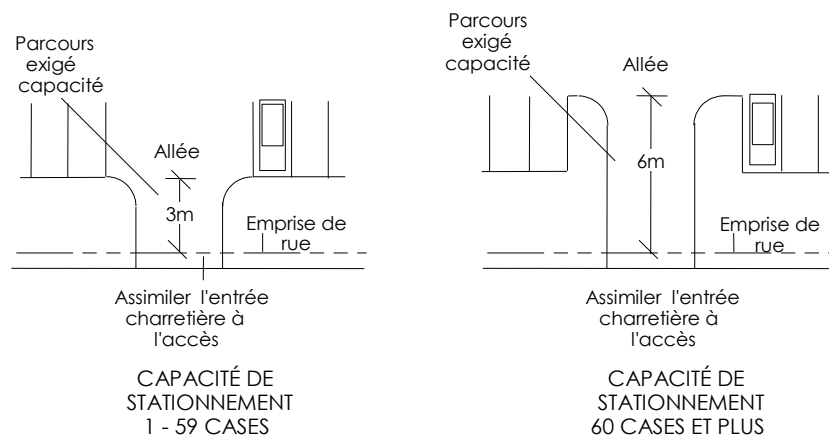 Parcours
exigé
capacité
Allée
3m
Emprise de
rue
Assimiler l'entrée
charretière à
l'accès
CAPACITÉ DE
STATIONNEMENT
1 - 59 CASES
Parcours
exigé
capacité
Allée
6m
Emprise de
rue
Assimiler l'entrée
charretière à
l'accès
CAPACITÉ DE
STATIONNEMENT
60 CASES ET PLUS